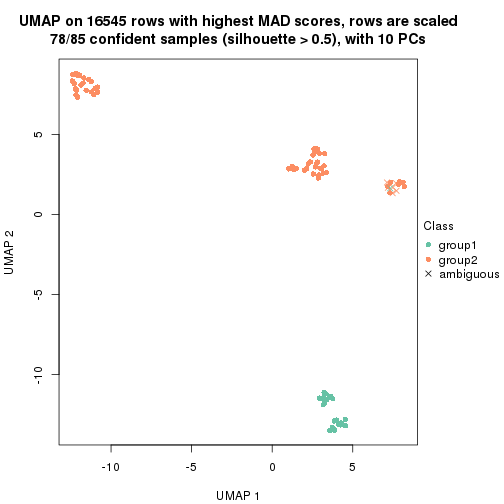 UMAP on 16545 rows with highest MAD scores, rows are scaled
78/85 confident samples (silhouette > 0.5), with 10 PCs
5
0
-5
-10
UMAP 2
-10
-5
0
5
UMAP 1
Class
group1
group2
ambiguous